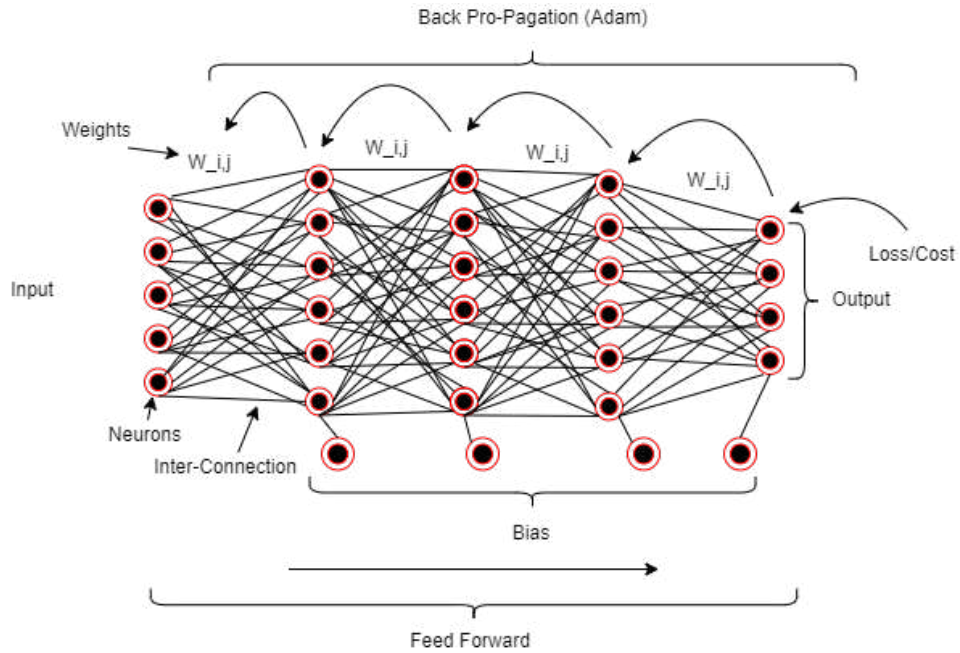 Back Pro-Pagation (Adam)
Weights
W_i,j
W_i,j
W_i,j
W_i,j
Loss/Cost
Input
Output
Neurons
Inter-Connection
Bias
Feed Forward